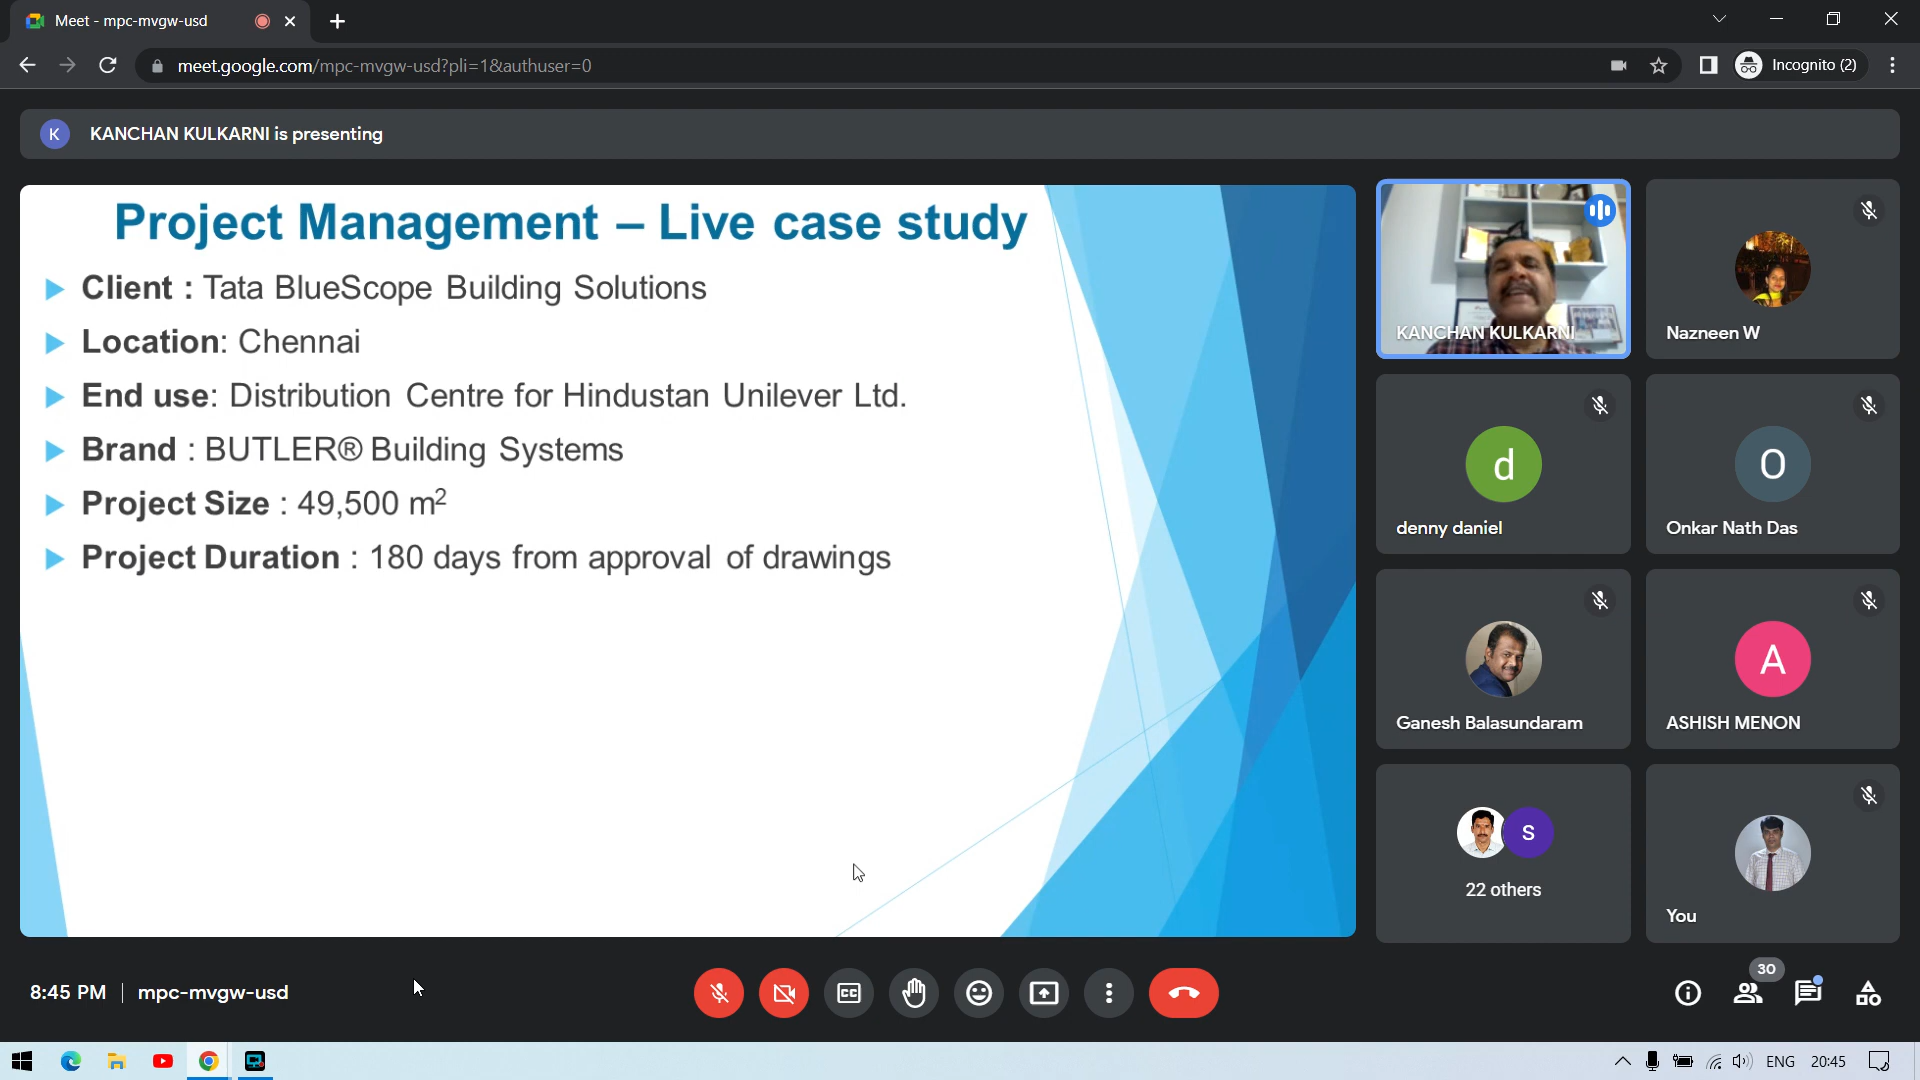 Meet - mpc-mvgw-usd
meet.google.com/mpc-mvgw-usd?pli=1&authuser=0
Incognito (2)
K
KANCHAN KULKARNI is presenting
Project Management – Live case study
Client : Tata BlueScope Building Solutions
Location: Chennai
End use: Distribution Centre for Hindustan Unilever Ltd.
Brand : BUTLER® Building Systems
Project Size : 49,500 m²
Project Duration : 180 days from approval of drawings
KANCHAN KULKARNI
Nazneen W
d
denny daniel
O
Onkar Nath Das
Ganesh Balasundaram
A
ASHISH MENON
S
22 others
You
8:45 PM | mpc-mvgw-usd
CC
30
ENG
20:45